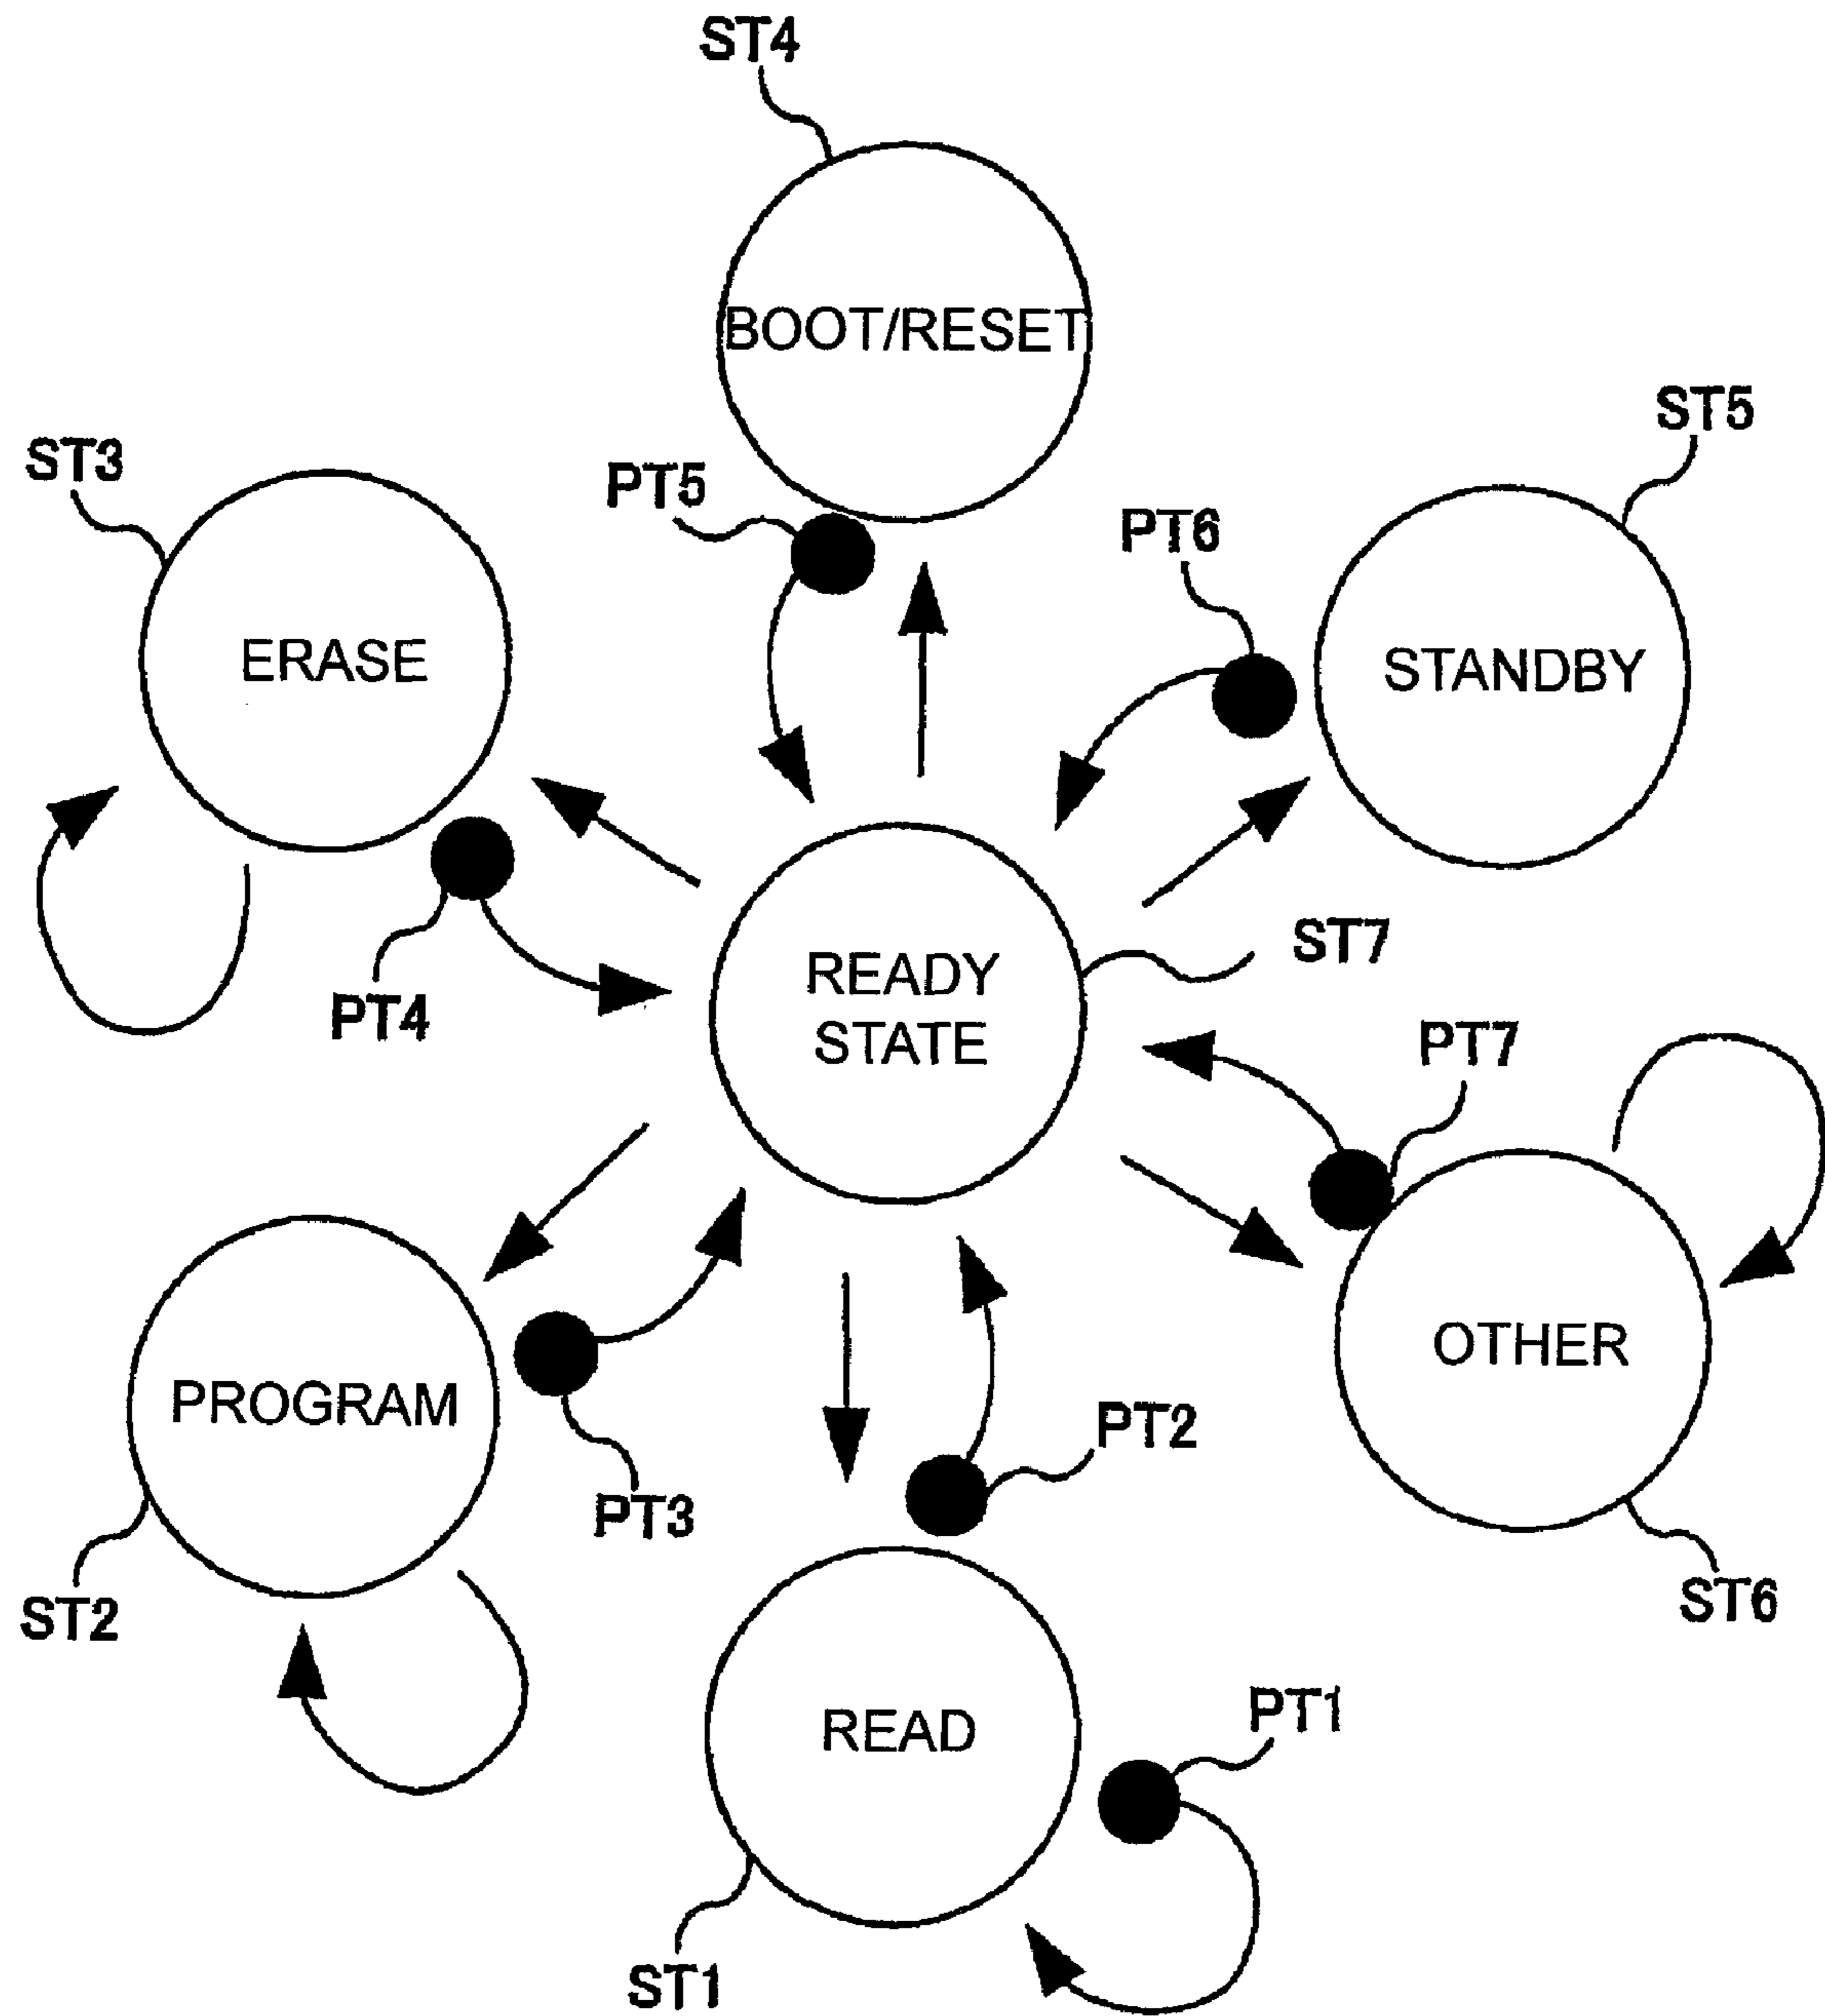 ST4
BOOT/RESET
ST5
ST3
PT5
PT6
ERASE
STANDBY
ST7
READY
STATE
PT4
PT7
OTHER
PROGRAM
PT2
PT3
ST2
ST6
PT1
READ
ST1